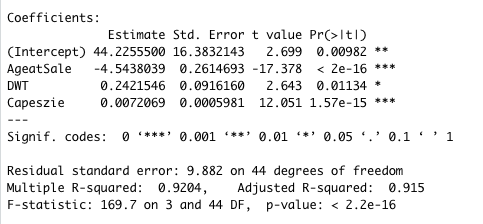 Coefficients:
Estimate Std. Error t value Pr(>|t|)
(Intercept) 44.2255500 16.3832143 2.699 0.00982 **
AgeatSale -4.5438039 0.2614693 -17.378 < 2e-16 ***
DWT 0.2421546 0.0916160 2.643 0.01134 *
Capeszie 0.0072069 0.0005981 12.051 1.57e-15 ***
---
Signif. codes: 0 ‘***’ 0.001 ‘**’ 0.01 ‘*’ 0.05 ‘.’ 0.1 ‘ ’ 1
Residual standard error: 9.882 on 44 degrees of freedom
Multiple R-squared: 0.9204, Adjusted R-squared: 0.915
F-statistic: 169.7 on 3 and 44 DF, p-value: < 2.2e-16